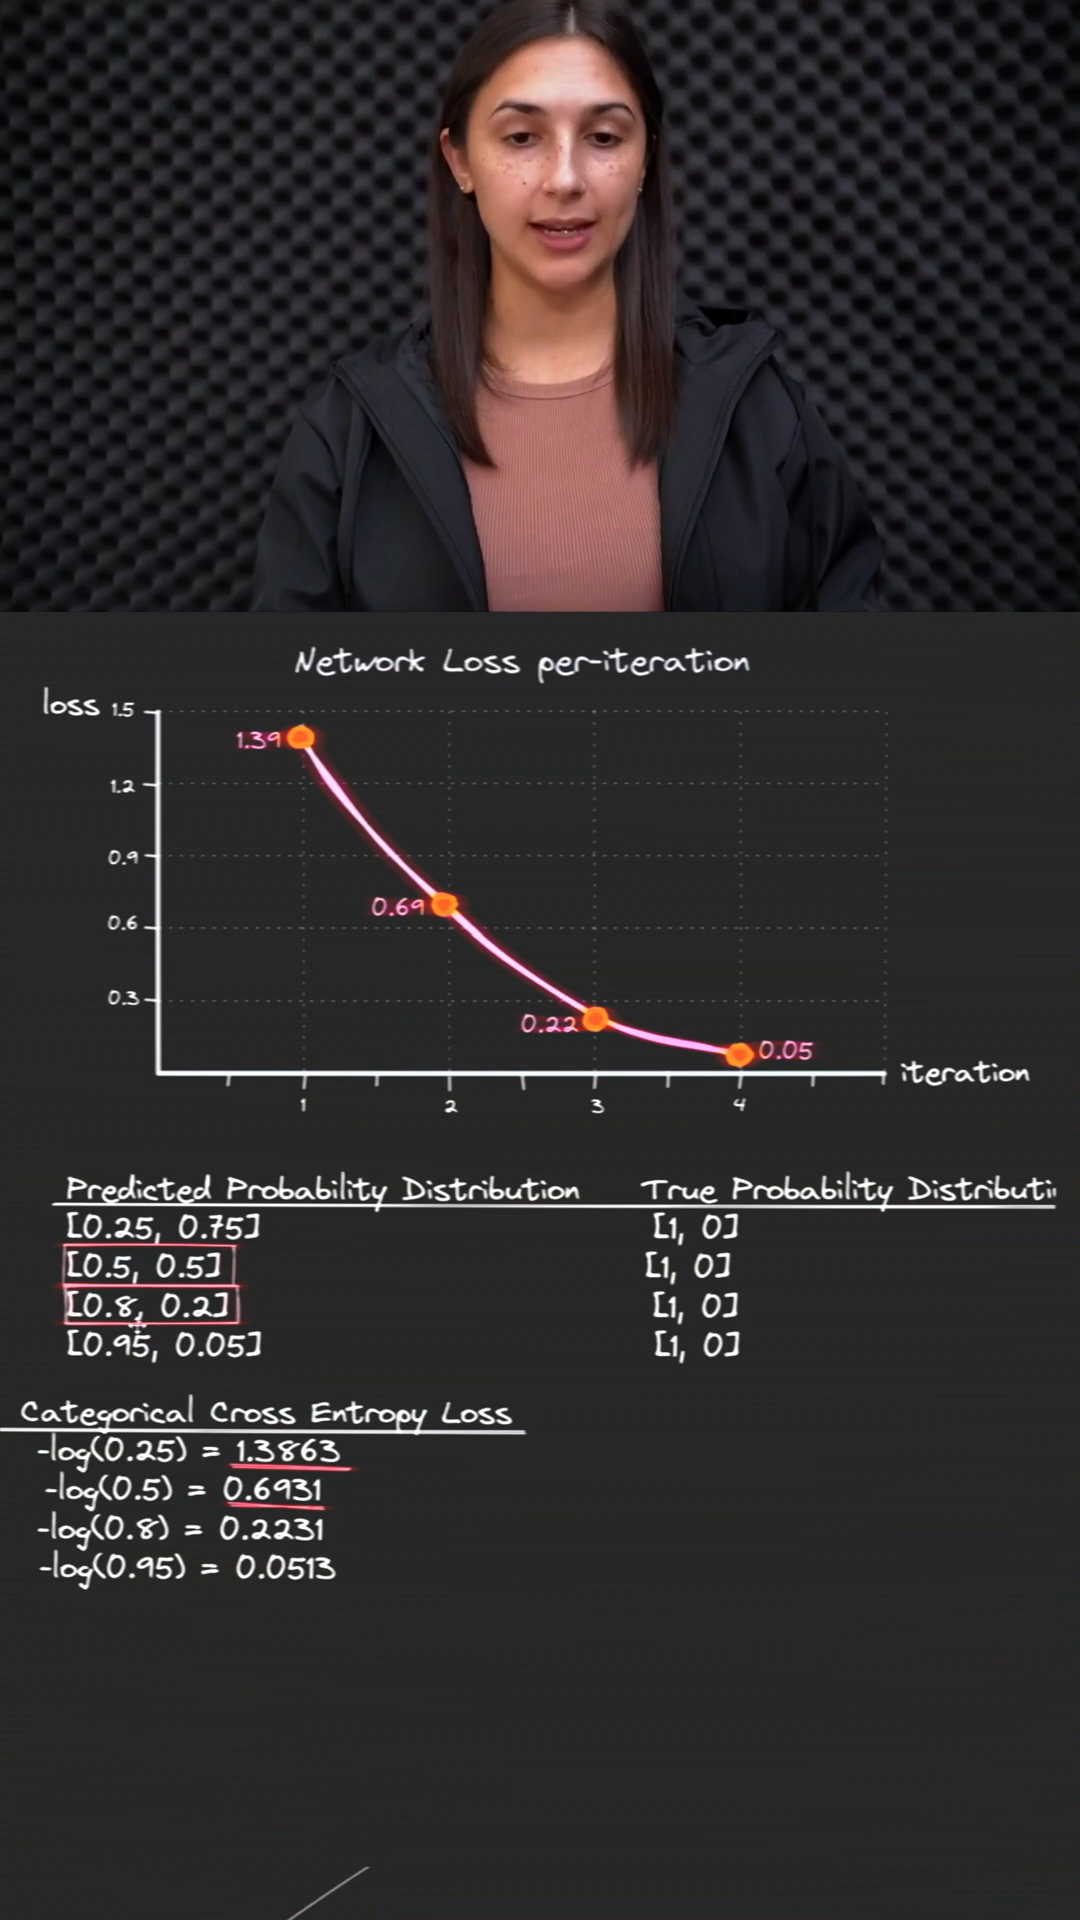 Network Loss per-iteration
loss
1.5
1.39
1.2
0.9
0.69
0.6
0.3
0.22
0.05
iteration
1 2 3 4
Predicted Probability Distribution True Probability Distributi
[0.25, 0.75] [1, 0]
[0.5, 0.5] [1, 0]
[0.8, 0.2] [1, 0]
[0.95, 0.05] [1, 0]
Categorical Cross Entropy Loss
-log(0.25) = 1.3863
-log(0.5) = 0.6931
-log(0.8) = 0.2231
-log(0.95) = 0.0513